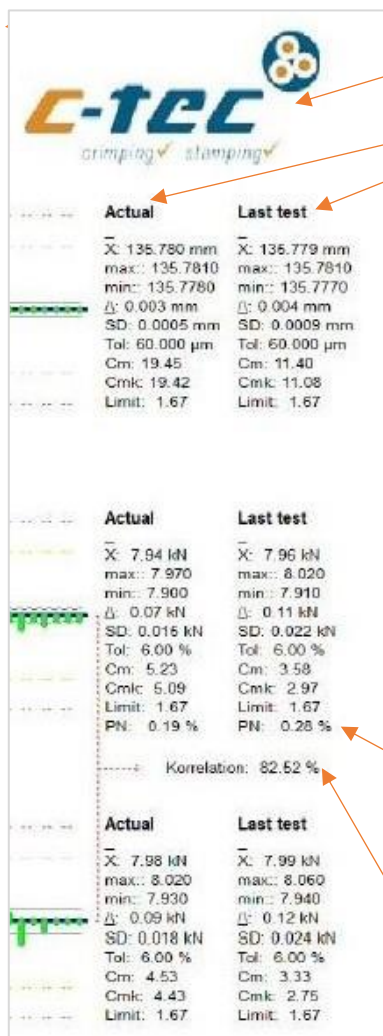 c-tec
crimping✓ stamping✓
Actual Last test
X: 135.780 mm X: 135.779 mm
max:: 135.7810 max:: 135.7810
min:: 135.7780 min:: 135.7770
Δ: 0.003 mm Δ: 0.004 mm
SD: 0.0005 mm SD: 0.0009 mm
Tol: 60.000 µm Tol: 60.000 µm
Cm: 19.45 Cm: 11.40
Cmk: 19.42 Cmk: 11.08
Limit: 1.67 Limit: 1.67
Actual Last test
X: 7.94 kN X: 7.96 kN
max:: 7.970 max:: 8.020
min:: 7.900 min:: 7.910
Δ: 0.07 kN Δ: 0.11 kN
SD: 0.015 kN SD: 0.022 kN
Tol: 6.00 % Tol: 6.00 %
Cm: 5.23 Cm: 3.58
Cmk: 5.09 Cmk: 2.97
Limit: 1.67 Limit: 1.67
PN: 0.19 % PN: 0.28 %
Korrelation: 82.52 %
Actual Last test
X: 7.98 kN X: 7.99 kN
max:: 8.020 max:: 8.060
min:: 7.930 min:: 7.940
Δ: 0.09 kN Δ: 0.12 kN
SD: 0.018 kN SD: 0.024 kN
Tol: 6.00 % Tol: 6.00 %
Cm: 4.53 Cm: 3.33
Cmk: 4.43 Cmk: 2.75
Limit: 1.67 Limit: 1.67